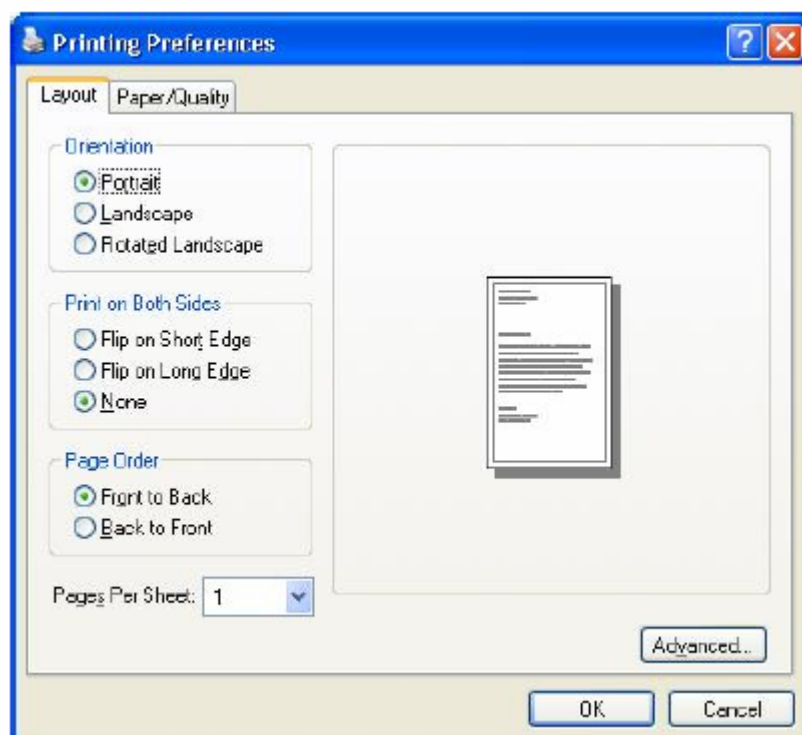 Printing Preferences
?
Layout
Paper/Quality
Orientation
Portrait
Landscape
Rotated Landscape
Print on Both Sides
Flip on Short Edge
Flip on Long Edge
None
Page Order
Front to Back
Back to Front
Pages Per Sheet: 1
Advanced...
OK
Cancel